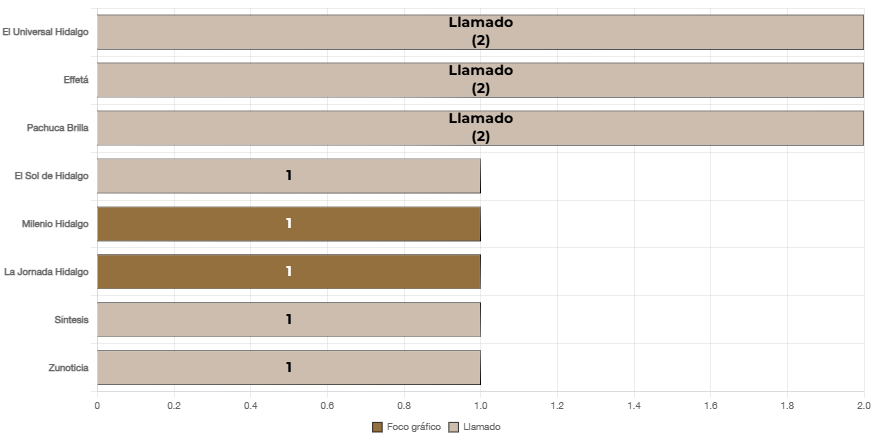 El Universal Hidalgo
Llamado
(2)
Effetá
Llamado
(2)
Pachuca Brilla
Llamado
(2)
El Sol de Hidalgo
1
Milenio Hidalgo
1
La Jornada Hidalgo
1
Síntesis
1
Zunoticia
1
0 0.2 0.4 0.6 0.8 1.0 1.2 1.4 1.6 1.8 2.0
Foco gráfico Llamado